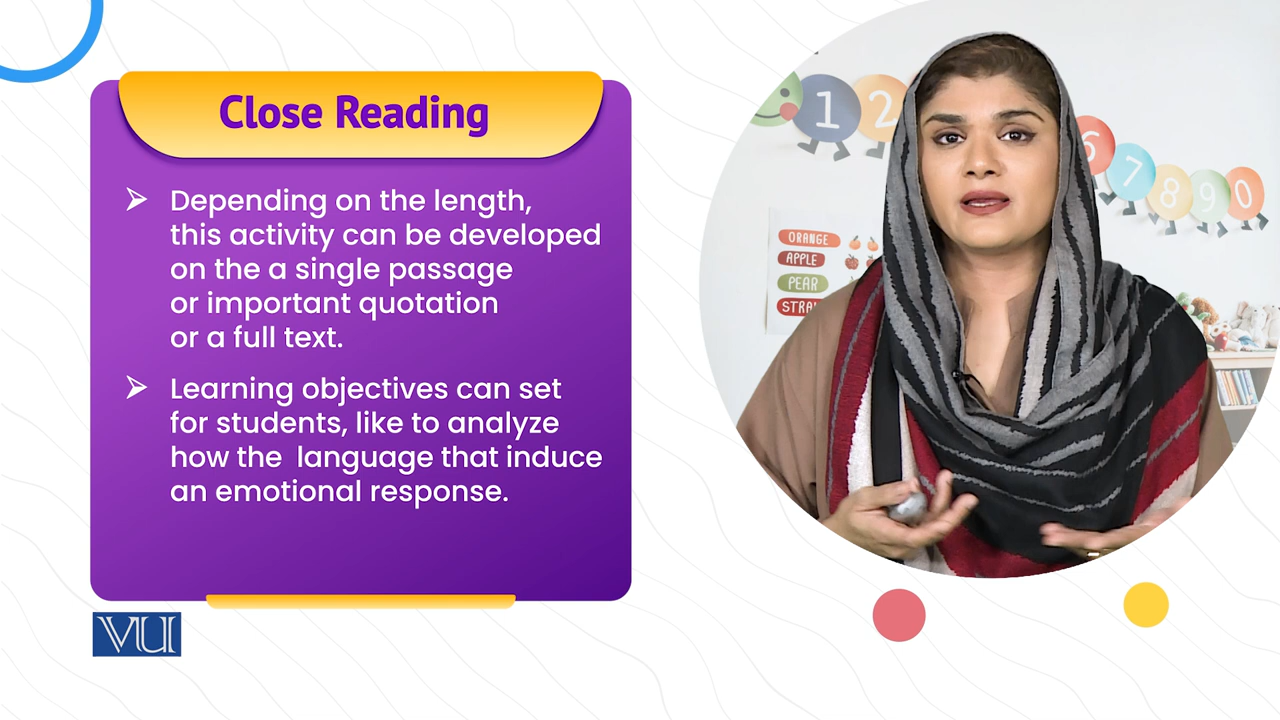 Close Reading
Depending on the length,
this activity can be developed
on the a single passage
or important quotation
or a full text.
Learning objectives can set
for students, like to analyze
how the  language that induce
an emotional response.
VU
1 2 6 7 8 9 0
ORANGE
APPLE
PEAR